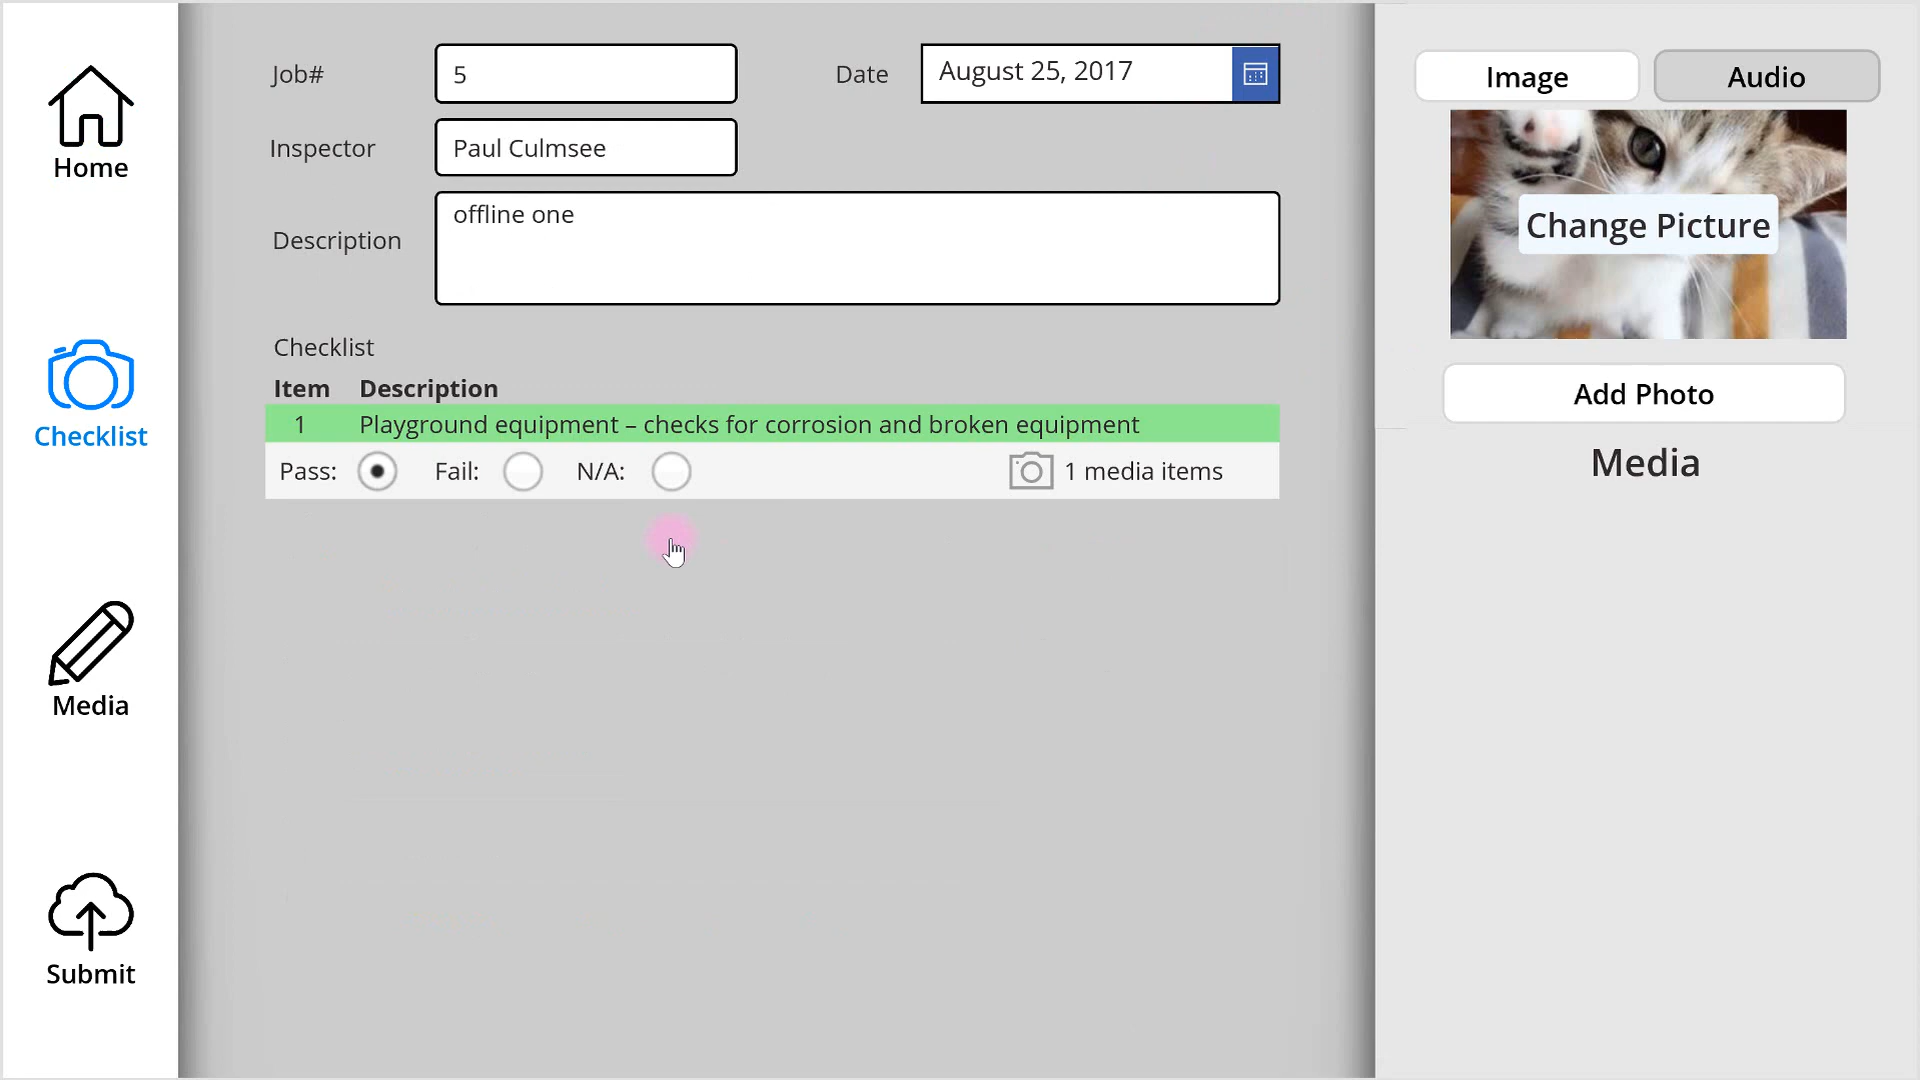 Home
Checklist
Media
Submit
Job# 5
Date August 25, 2017
Inspector Paul Culmsee
Description offline one
Checklist
Item Description
1 Playground equipment – checks for corrosion and broken equipment
Pass: Fail: N/A: 1 media items
Image Audio
Change Picture
Add Photo
Media